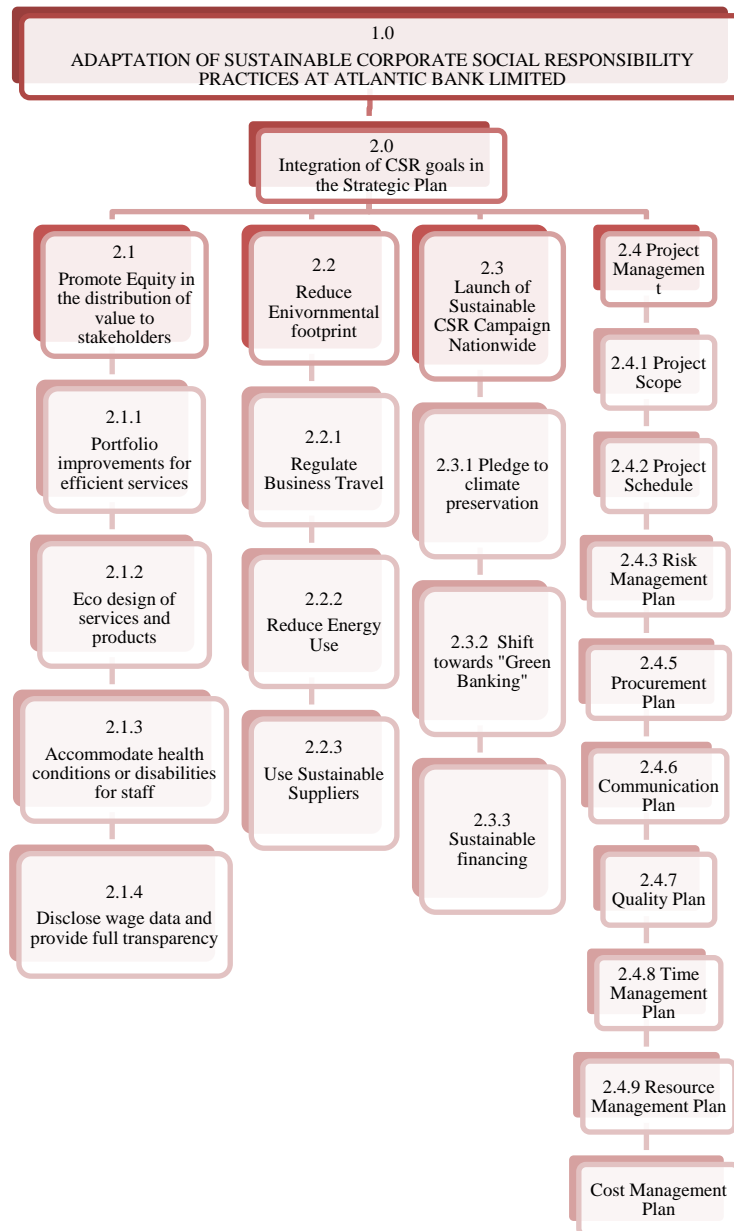 1.0
ADAPTATION OF SUSTAINABLE CORPORATE SOCIAL RESPONSIBILITY
PRACTICES AT ATLANTIC BANK LIMITED
2.0
Integration of CSR goals in
the Strategic Plan
2.1
Promote Equity in
the distribution of
value to
stakeholders
2.1.1
Portfolio
improvements for
efficient services
2.1.2
Eco design of
services and
products
2.1.3
Accommodate health
conditions or disabilities
for staff
2.1.4
Disclose wage data and
provide full transparency
2.2
Reduce
Enivornmental
footprint
2.2.1
Regulate
Business Travel
2.2.2
Reduce Energy
Use
2.2.3
Use Sustainable
Suppliers
2.3
Launch of
Sustainable
CSR Campaign
Nationwide
2.3.1 Pledge to
climate
preservation
2.3.2 Shift
towards "Green
Banking"
2.3.3
Sustainable
financing
2.4 Project
Managemen
t
2.4.1 Project
Scope
2.4.2 Project
Schedule
2.4.3 Risk
Management
Plan
2.4.5
Procurement
Plan
2.4.6
Communication
Plan
2.4.7
Quality Plan
2.4.8 Time
Management
Plan
2.4.9 Resource
Management Plan
Cost Management
Plan